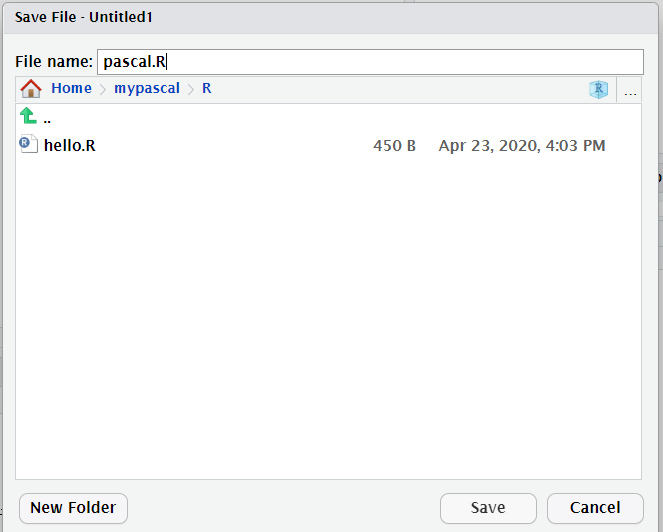 Save File - Untitled1
File name: pascal.R
Home mypascal R R ...
..
R hello.R 450 B Apr 23, 2020, 4:03 PM
New Folder Save Cancel